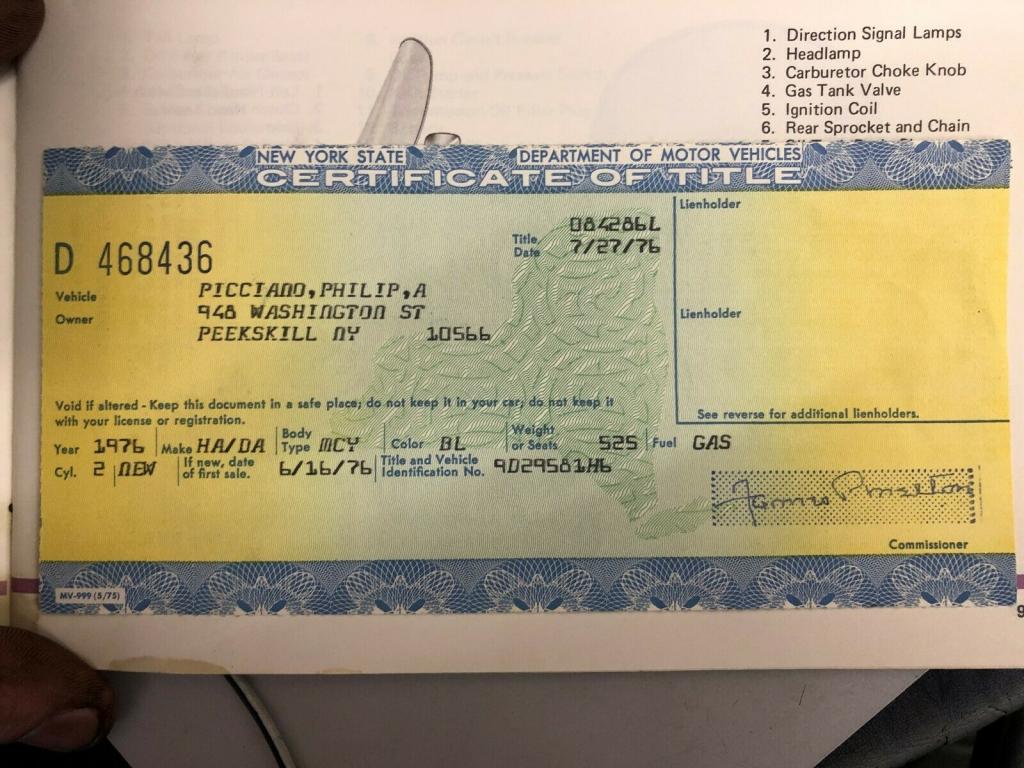 1. Direction Signal Lamps
2. Headlamp
3. Carburetor Choke Knob
4. Gas Tank Valve
5. Ignition Coil
6. Rear Sprocket and Chain
NEW YORK STATE DEPARTMENT OF MOTOR VEHICLES
CERTIFICATE OF TITLE
D 468436
084286L
Title Date 7/27/76
Lienholder
Vehicle Owner
PICCIANO,PHILIP,A
948 WASHINGTON ST
PEEKSKILL NY 10566
Lienholder
See reverse for additional lienholders.
Void if altered - Keep this document in a safe place; do not keep it in your car; do not keep it
with your license or registration.
Year 1976 Make HA/DA Body Type MCY Color BL Weight or Seats 525 Fuel GAS
Cyl. 2 NEW If new, date of first sale. 6/16/76 Title and Vehicle Identification No. 9D29581H6
Commissioner
MV-999 (5/75)
9